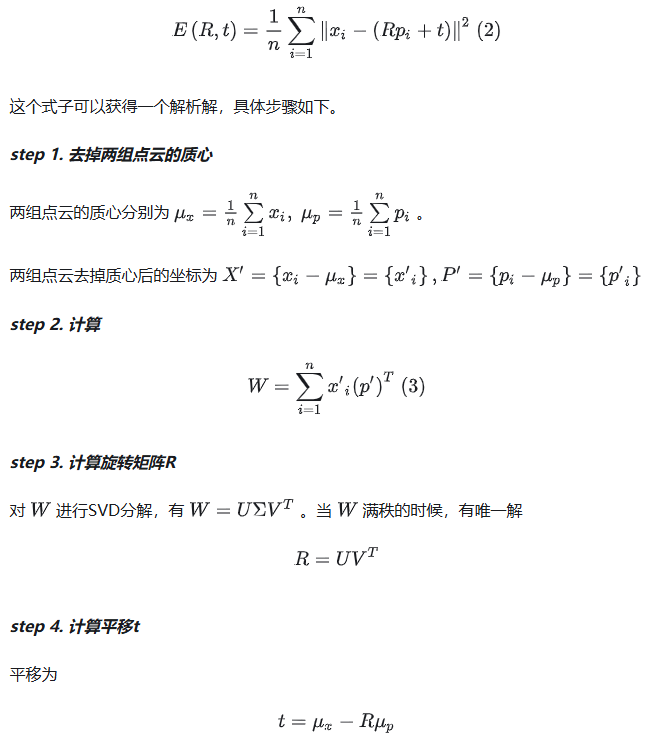 E(R,t) = \frac{1}{n} \sum_{i=1}^{n} \|x_i - (Rp_i + t)\|^2 (2)
这个式子可以获得一个解析解，具体步骤如下。
step 1. 去掉两组点云的质心
两组点云的质心分别为 \mu_x = \frac{1}{n} \sum_{i=1}^{n} x_i, \mu_p = \frac{1}{n} \sum_{i=1}^{n} p_i 。
两组点云去掉质心后的坐标为 X' = \{x_i - \mu_x\} = \{x'_i\}, P' = \{p_i - \mu_p\} = \{p'_i\}
step 2. 计算
W = \sum_{i=1}^{n} x'_i (p')^T (3)
step 3. 计算旋转矩阵R
对 W 进行SVD分解，有 W = U\Sigma V^T 。当 W 满秩的时候，有唯一解
R = UV^T
step 4. 计算平移t
平移为
t = \mu_x - R\mu_p